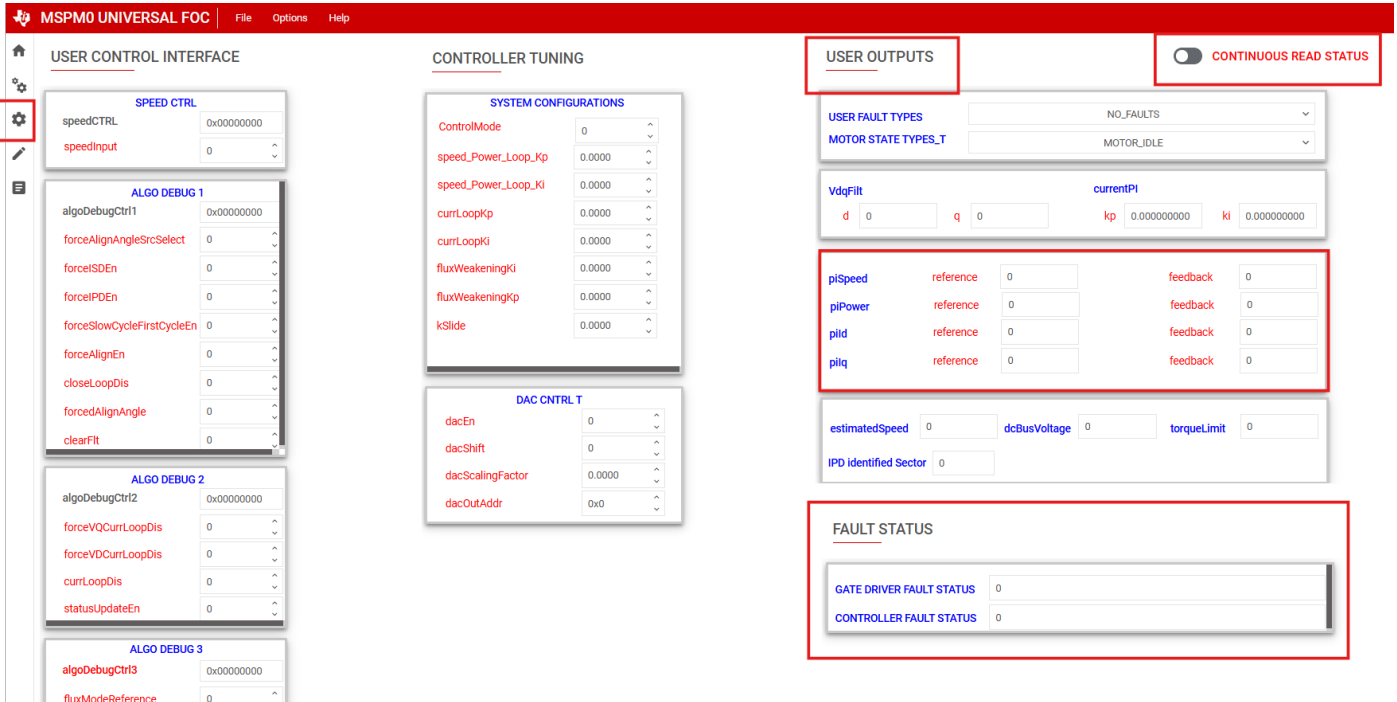 MSPM0 UNIVERSAL FOC File Options Help
USER CONTROL INTERFACE
SPEED CTRL
speedCTRL 0x00000000
speedInput 0
ALGO DEBUG 1
algoDebugCtrl1 0x00000000
forceAlignAngleSrcSelect 0
forceISDEn 0
forceIPDEn 0
forceSlowCycleFirstCycleEn 0
forceAlignEn 0
closeLoopDis 0
forcedAlignAngle 0
clearFlt 0
ALGO DEBUG 2
algoDebugCtrl2 0x00000000
forceVQCurrLoopDis 0
forceVDCurrLoopDis 0
currLoopDis 0
statusUpdateEn 0
ALGO DEBUG 3
algoDebugCtrl3 0x00000000
fluxModeReference 0
CONTROLLER TUNING
SYSTEM CONFIGURATIONS
ControlMode 0
speed_Power_Loop_Kp 0.0000
speed_Power_Loop_Ki 0.0000
currLoopKp 0.0000
currLoopKi 0.0000
fluxWeakeningKi 0.0000
fluxWeakeningKp 0.0000
kSlide 0.0000
DAC CNTRL T
dacEn 0
dacShift 0
dacScalingFactor 0.0000
dacOutAddr 0x0
USER OUTPUTS
CONTINUOUS READ STATUS
USER FAULT TYPES NO_FAULTS
MOTOR STATE TYPES_T MOTOR_IDLE
VdqFilt currentPI
d 0 q 0 kp 0.000000000 ki 0.000000000
piSpeed reference 0 feedback 0
piPower reference 0 feedback 0
piId reference 0 feedback 0
piIq reference 0 feedback 0
estimatedSpeed 0 dcBusVoltage 0 torqueLimit 0
IPD identified Sector 0
FAULT STATUS
GATE DRIVER FAULT STATUS 0
CONTROLLER FAULT STATUS 0